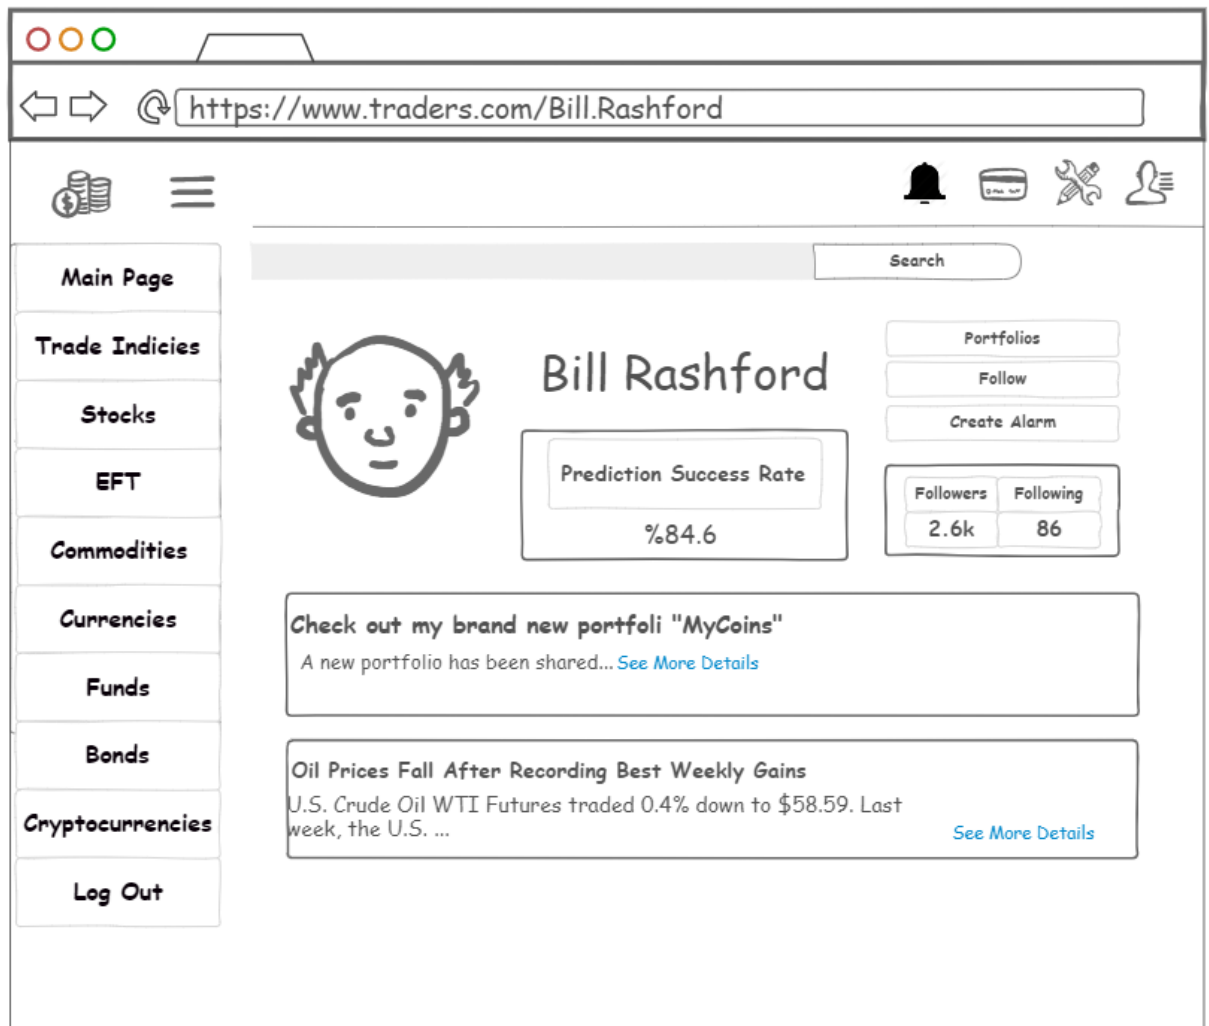 https://www.traders.com/Bill.Rashford
Main Page
Trade Indicies
Stocks
EFT
Commodities
Currencies
Funds
Bonds
Cryptocurrencies
Log Out
Search
Bill Rashford
Prediction Success Rate
%84.6
Portfolios
Follow
Create Alarm
Followers Following
2.6k 86
Check out my brand new portfoli "MyCoins"
A new portfolio has been shared... See More Details
Oil Prices Fall After Recording Best Weekly Gains
U.S. Crude Oil WTI Futures traded 0.4% down to $58.59. Last
week, the U.S. ...
See More Details